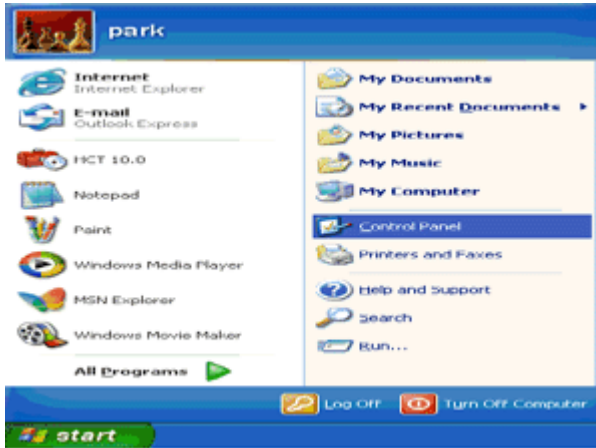 park
Internet
Internet Explorer
E-mail
Outlook Express
HCT 10.0
Notepad
Paint
Windows Media Player
MSN Explorer
Windows Movie Maker
All Programs
My Documents
My Recent Documents
My Pictures
My Music
My Computer
Control Panel
Printers and Faxes
Help and Support
Search
Run...
Log Off
Turn Off Computer
start